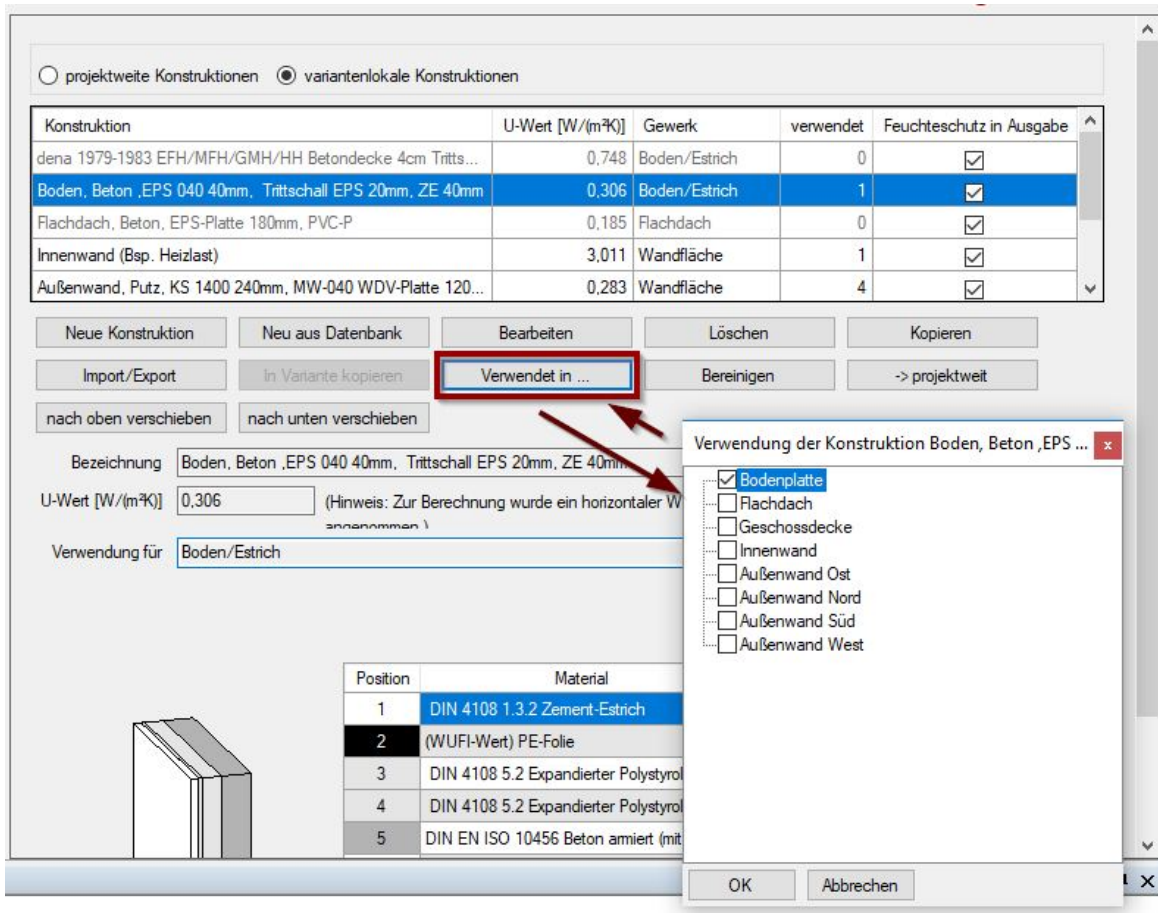 projektweite Konstruktionen variantenlokale Konstruktionen
Konstruktion U-Wert [W/(m²K)] Gewerk verwendet Feuchteschutz in Ausgabe
dena 1979-1983 EFH/MFH/GMH/HH Betondecke 4cm Tritts... 0,748 Boden/Estrich 0
Boden, Beton ,EPS 040 40mm, Trittschall EPS 20mm, ZE 40mm 0,306 Boden/Estrich 1
Flachdach, Beton, EPS-Platte 180mm, PVC-P 0,185 Flachdach 0
Innenwand (Bsp. Heizlast) 3,011 Wandfläche 1
Außenwand, Putz, KS 1400 240mm, MW-040 WDV-Platte 120... 0,283 Wandfläche 4
Neue Konstruktion Neu aus Datenbank Bearbeiten Löschen Kopieren
Import/Export In Variante kopieren Verwendet in ... Bereinigen -> projektweit
nach oben verschieben nach unten verschieben
Bezeichnung Boden, Beton ,EPS 040 40mm, Trittschall EPS 20mm, ZE 40mm
U-Wert [W/(m²K)] 0,306 (Hinweis: Zur Berechnung wurde ein horizontaler W
angenommen.)
Verwendung für Boden/Estrich
Position Material
1 DIN 4108 1.3.2 Zement-Estrich
2 (WUFI-Wert) PE-Folie
3 DIN 4108 5.2 Expandierter Polystyrol
4 DIN 4108 5.2 Expandierter Polystyrol
5 DIN EN ISO 10456 Beton armiert (mit
Verwendung der Konstruktion Boden, Beton ,EPS ... x
Bodenplatte
Flachdach
Geschossdecke
Innenwand
Außenwand Ost
Außenwand Nord
Außenwand Süd
Außenwand West
OK Abbrechen